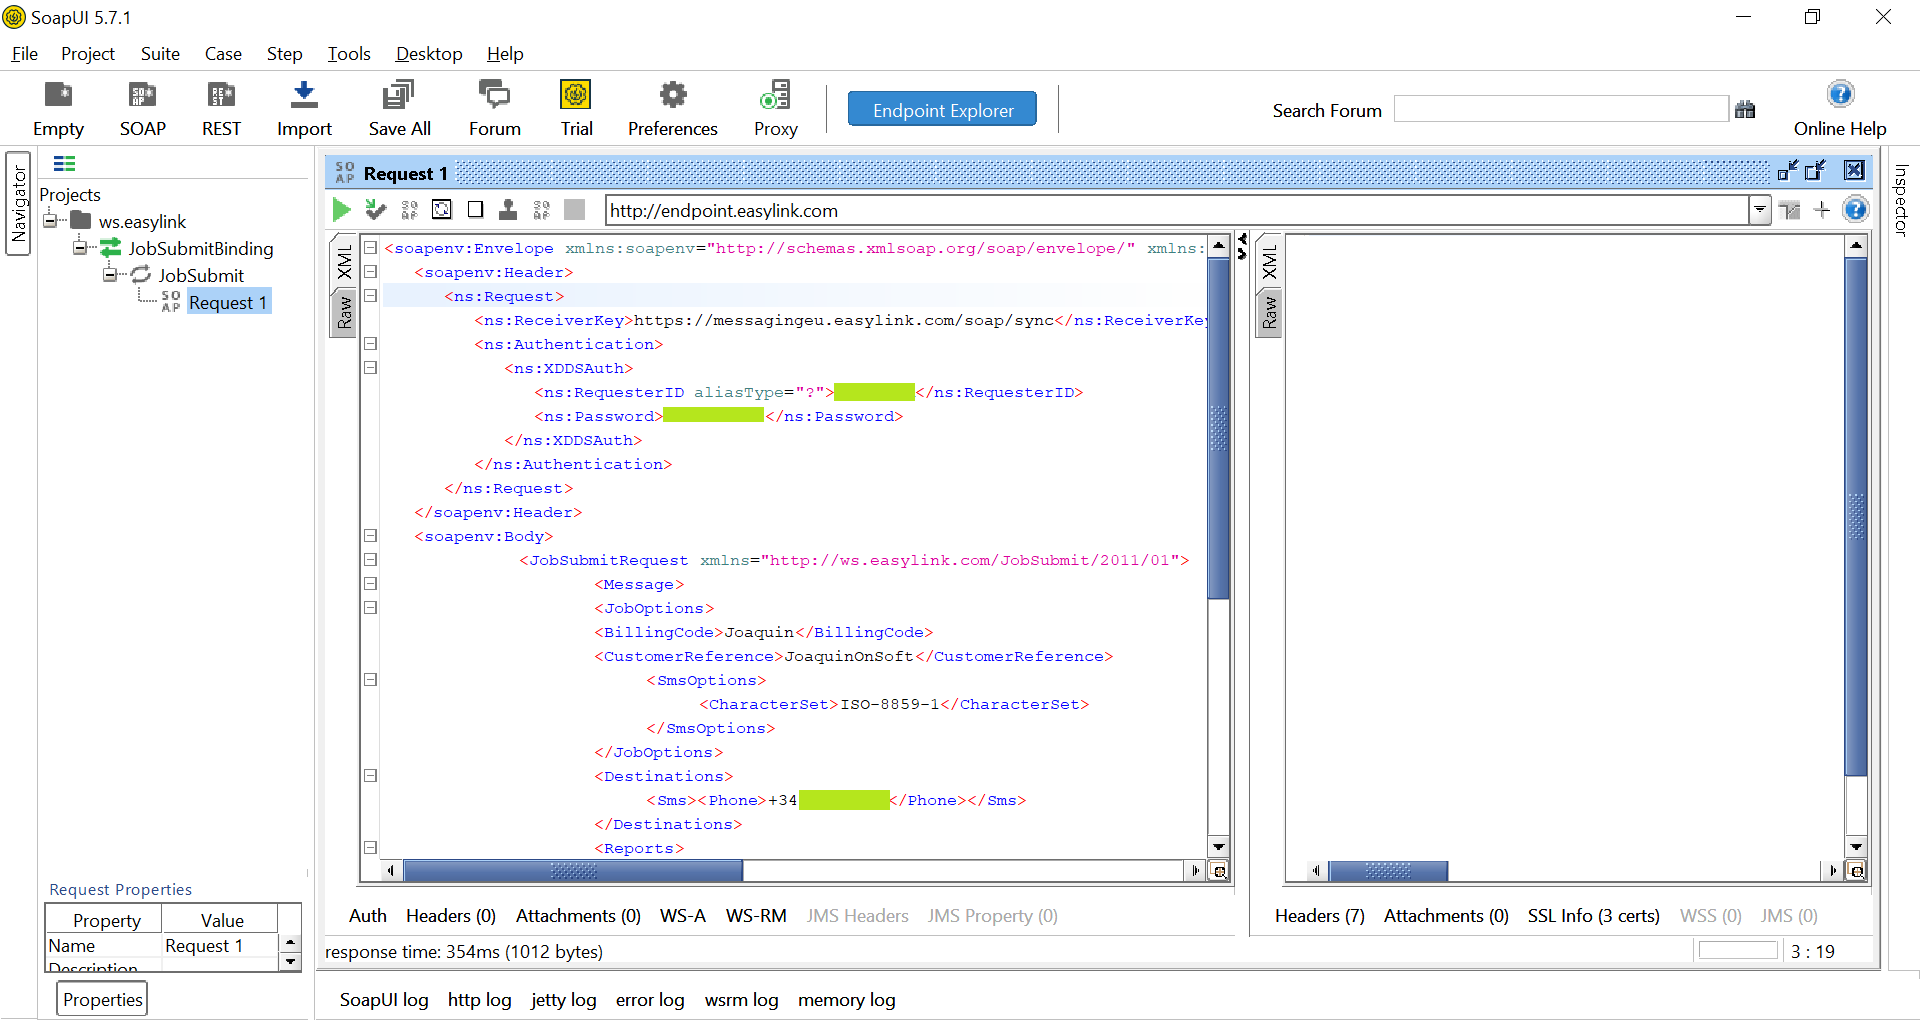 SoapUI 5.7.1
File Project Suite Case Step Tools Desktop Help
Empty SOAP REST Import Save All Forum Trial Preferences Proxy
Endpoint Explorer
Search Forum
Online Help
Navigator
Projects
ws.easylink
JobSubmitBinding
JobSubmit
Request 1
Request Properties
Property Value
Name Request 1
Description
Properties
Request 1
http://endpoint.easylink.com
XML
Raw
<soapenv:Envelope xmlns:soapenv="http://schemas.xmlsoap.org/soap/envelope/" xmlns:
<soapenv:Header>
<ns:Request>
<ns:ReceiverKey>https://messagingeu.easylink.com/soap/sync</ns:ReceiverKey
<ns:Authentication>
<ns:XDDSAuth>
<ns:RequesterID aliasType="?"></ns:RequesterID>
<ns:Password></ns:Password>
</ns:XDDSAuth>
</ns:Authentication>
</ns:Request>
</soapenv:Header>
<soapenv:Body>
<JobSubmitRequest xmlns="http://ws.easylink.com/JobSubmit/2011/01">
<Message>
<JobOptions>
<BillingCode>Joaquin</BillingCode>
<CustomerReference>JoaquinOnSoft</CustomerReference>
<SmsOptions>
<CharacterSet>ISO-8859-1</CharacterSet>
</SmsOptions>
</JobOptions>
<Destinations>
<Sms><Phone>+34</Phone></Sms>
</Destinations>
<Reports>
Auth Headers (0) Attachments (0) WS-A WS-RM JMS Headers JMS Property (0)
XML
Raw
Headers (7) Attachments (0) SSL Info (3 certs) WSS (0) JMS (0)
response time: 354ms (1012 bytes)
3 : 19
Inspector
SoapUI log http log jetty log error log wsrm log memory log